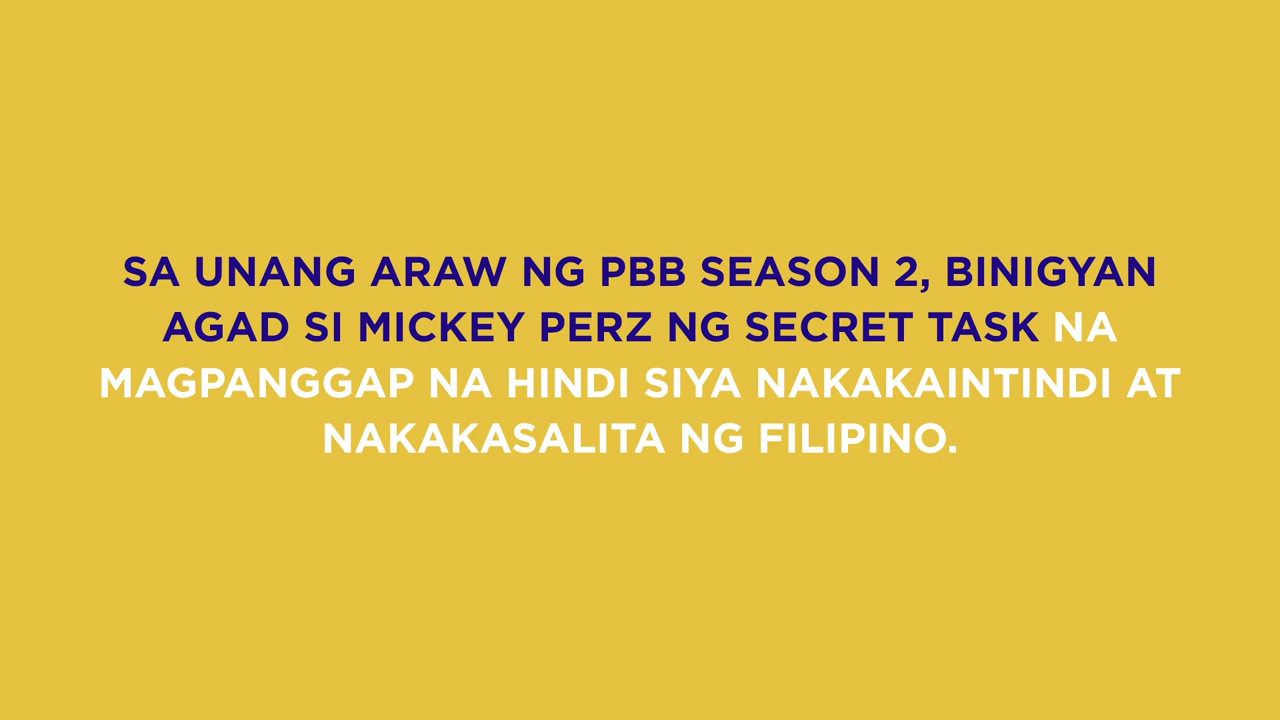 SA UNANG ARAW NG PBB SEASON 2, BINIGYAN
AGAD SI MICKEY PERZ NG SECRET TASK NA
MAGPANGGAP NA HINDI SIYA NAKAKAINTINDI AT
NAKAKASALITA NG FILIPINO.